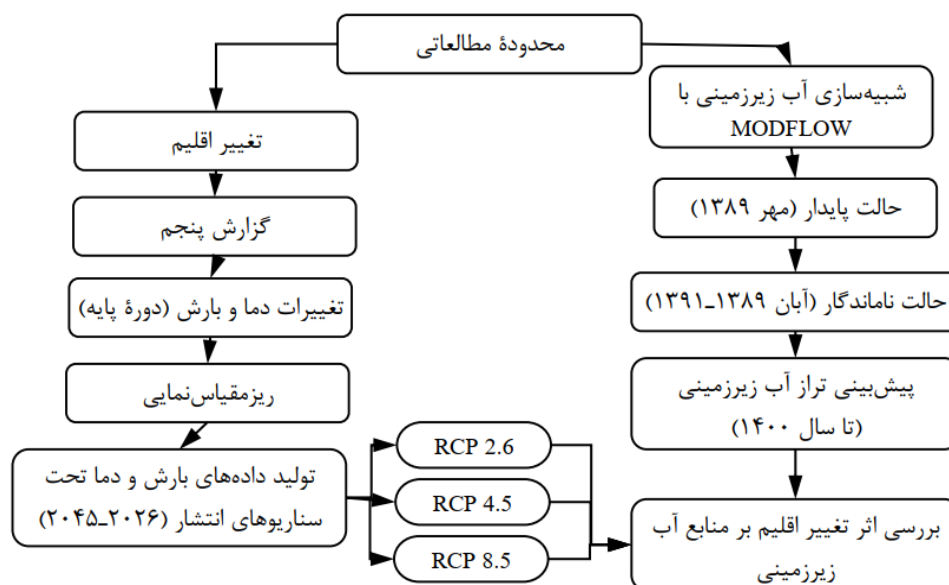 محدودهٔ مطالعاتی
شبیه‌سازی آب زیرزمینی با
MODFLOW
حالت پایدار (مهر ۱۳۸۹)
حالت ناماندگار (آبان ۱۳۸۹ـ۱۳۹۱)
پیش‌بینی تراز آب زیرزمینی
(تا سال ۱۴۰۰)
تغییر اقلیم
گزارش پنجم
تغییرات دما و بارش (دورهٔ پایه)
ریزمقیاس‌نمایی
تولید داده‌های بارش و دما تحت
سناریوهای انتشار (۲۰۲۶ـ۲۰۴۵)
RCP 2.6
RCP 4.5
RCP 8.5
بررسی اثر تغییر اقلیم بر منابع آب
زیرزمینی